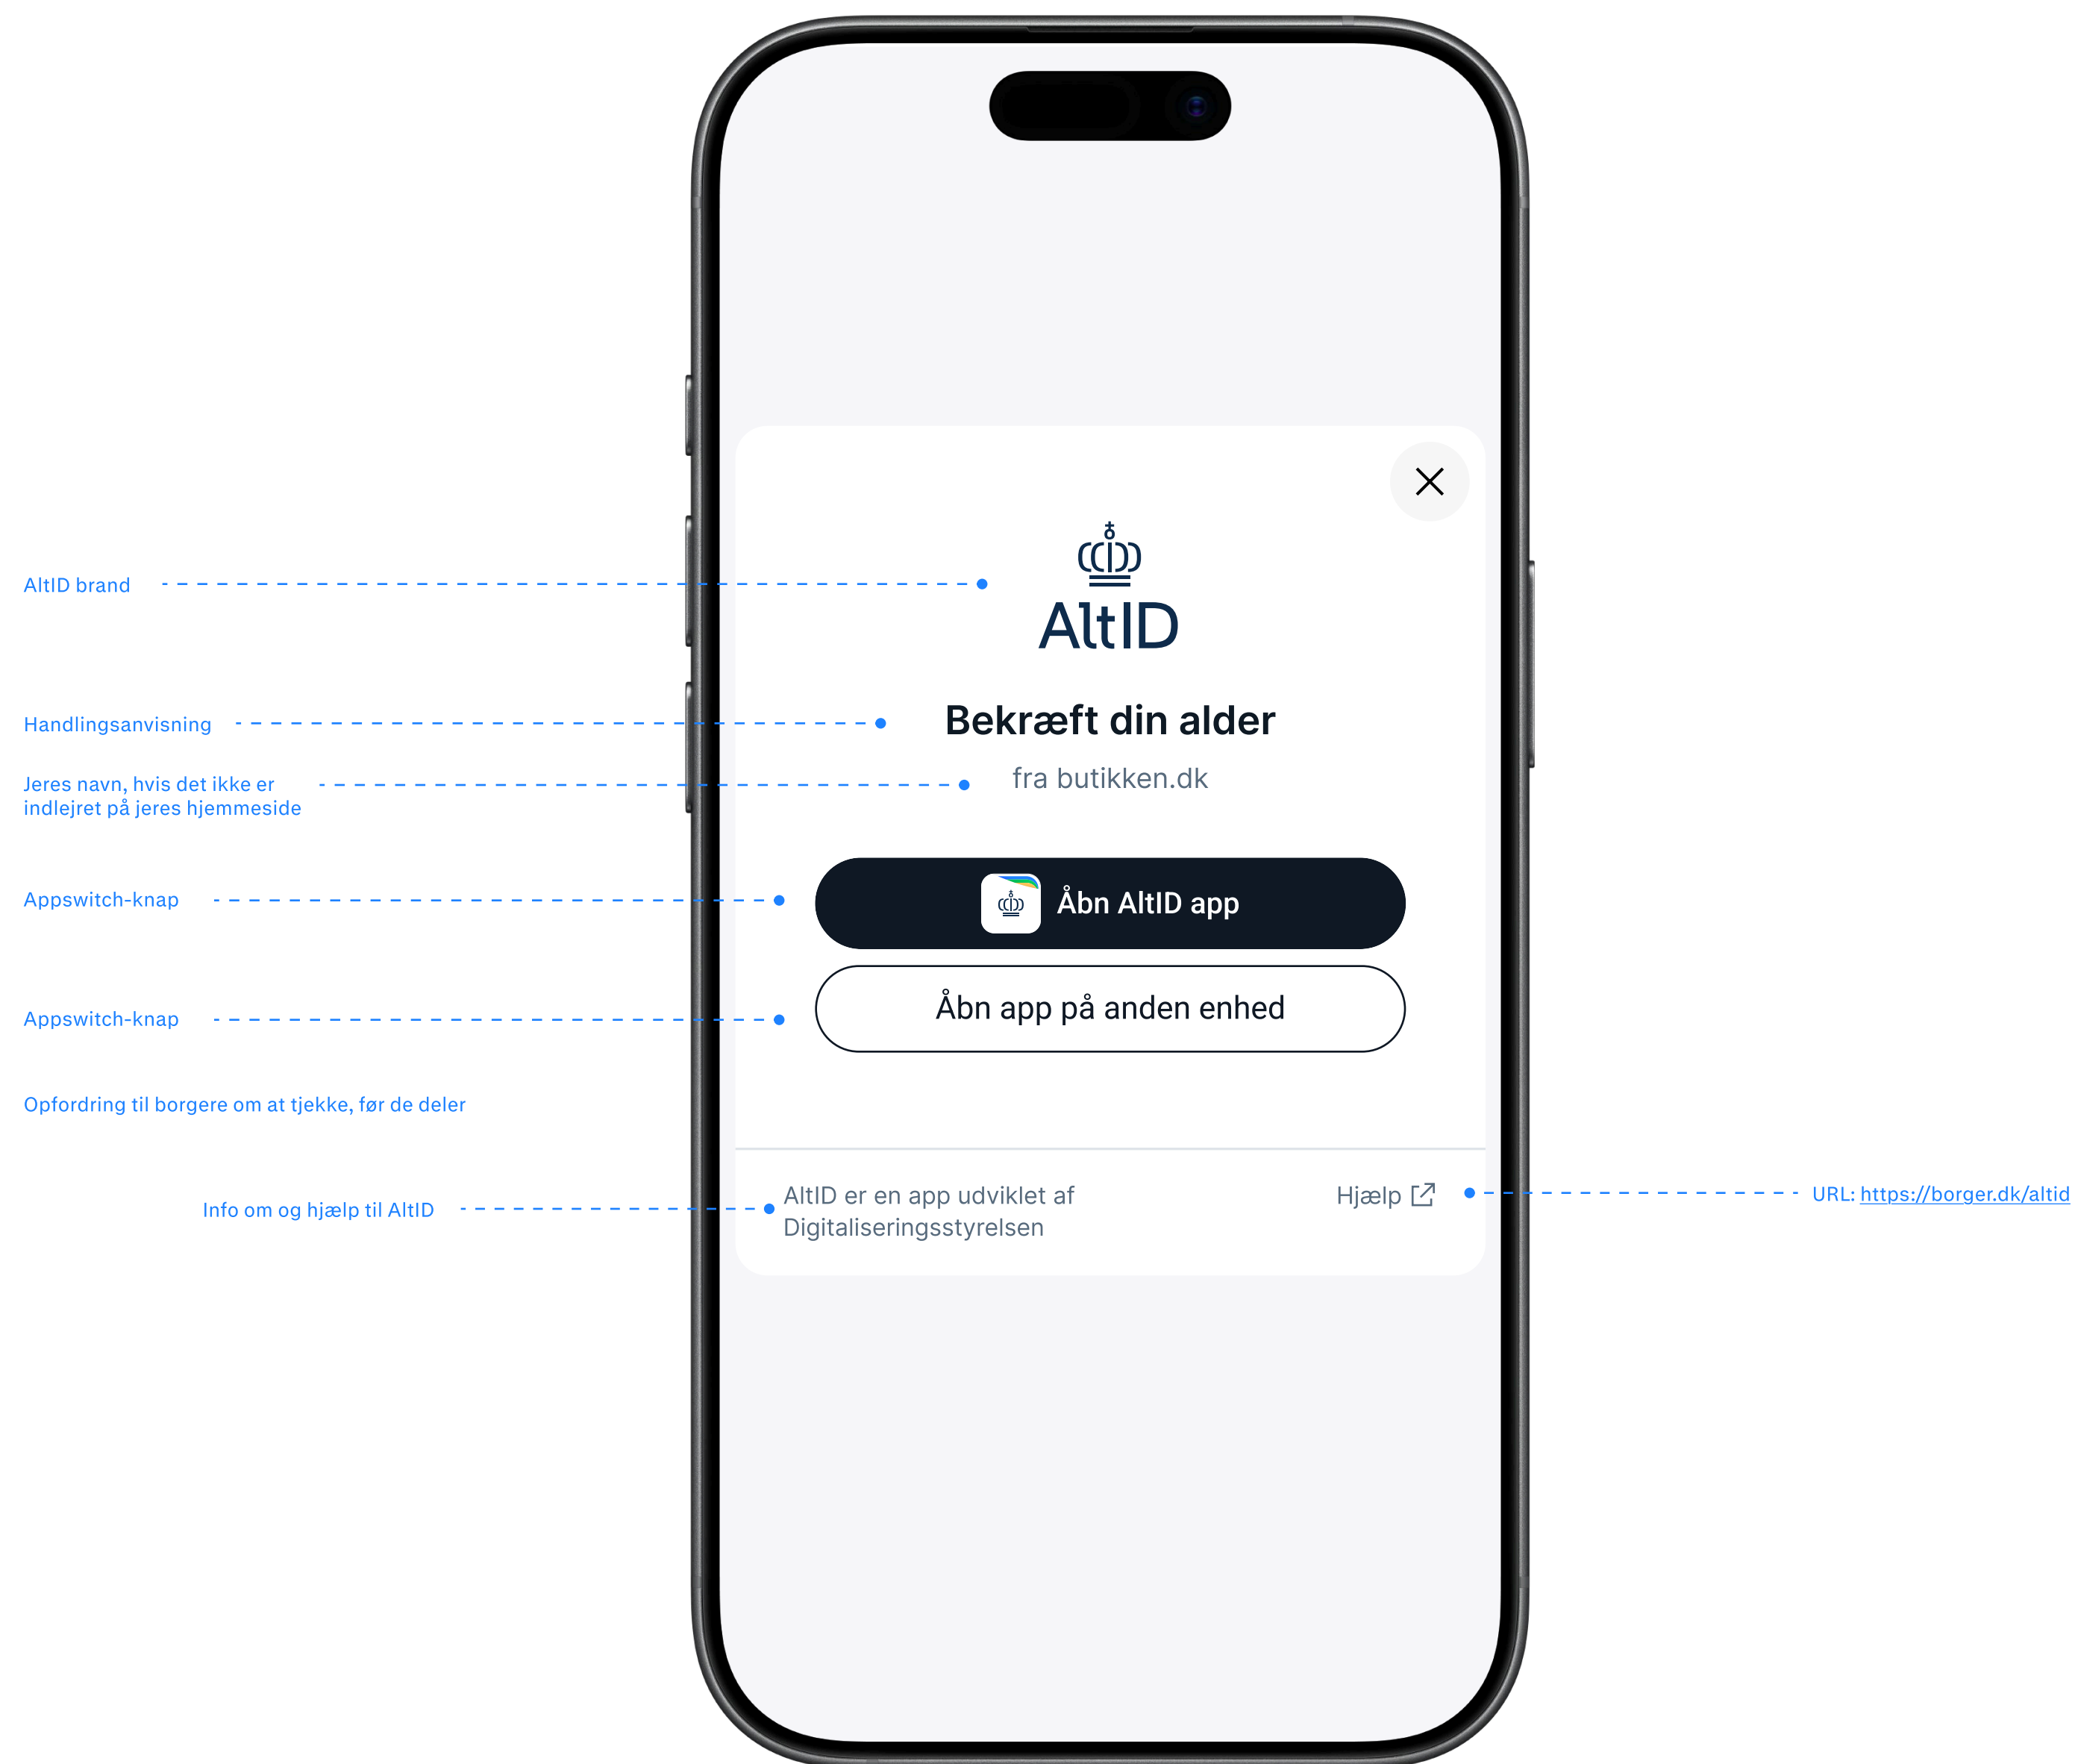 AltID brand
AltID
Handlingsanvisning
Bekræft din alder
Jeres navn, hvis det ikke er
indlejret på jeres hjemmeside
fra butikken.dk
Appswitch-knap
Åbn AltID app
Appswitch-knap
Åbn app på anden enhed
Opfordring til borgere om at tjekke, før de deler
Info om og hjælp til AltID
AltID er en app udviklet af
Digitaliseringsstyrelsen
Hjælp
URL: https://borger.dk/altid